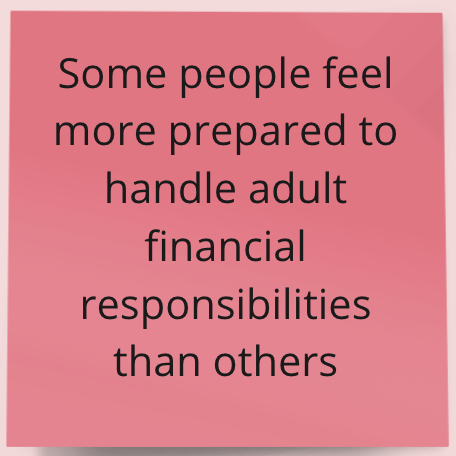 Some people feel
more prepared to
handle adult
financial
responsibilities
than others